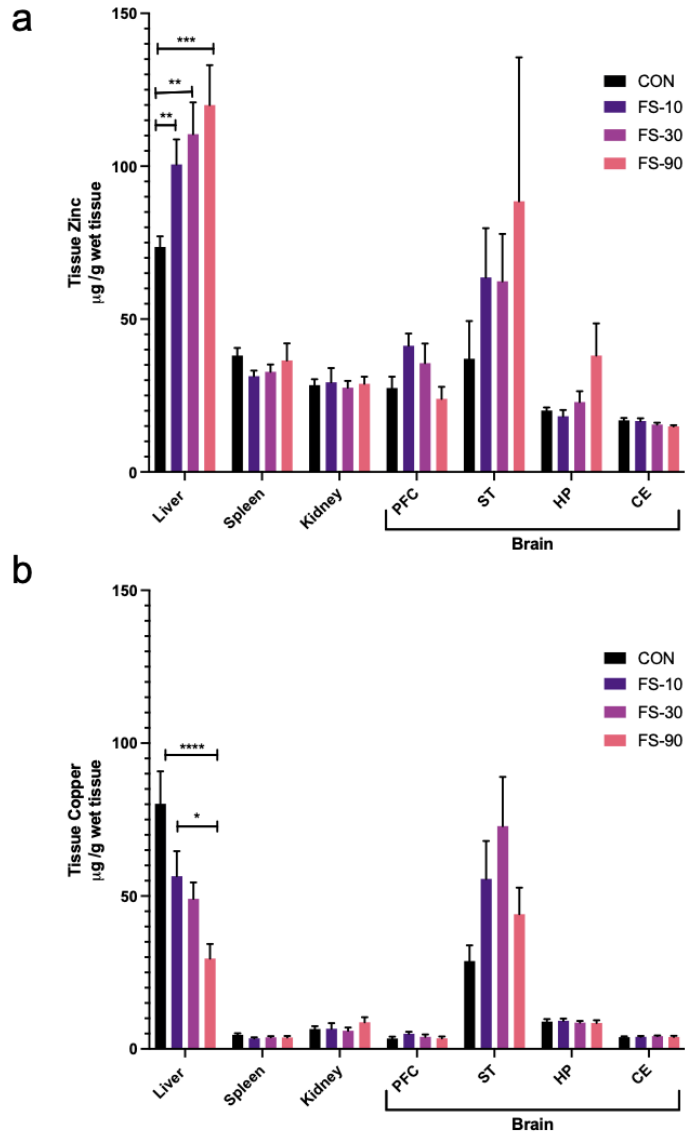 a
150
100
50
0
Tissue Zinc
µg /g wet tissue
***
**
**
CON
FS-10
FS-30
FS-90
Liver
Spleen
Kidney
PFC
ST
HP
CE
Brain
b
150
100
50
0
Tissue Copper
µg /g wet tissue
****
*
CON
FS-10
FS-30
FS-90
Liver
Spleen
Kidney
PFC
ST
HP
CE
Brain